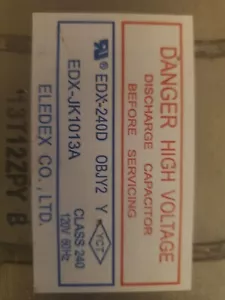 DANGER HIGH VOLTAGE
DISCHARGE CAPACITOR
BEFORE SERVICING
EDX-240D OBJY2 Y
EDX-JK1013A
CLASS 240
120V 60Hz
ELEDEX CO., LTD.